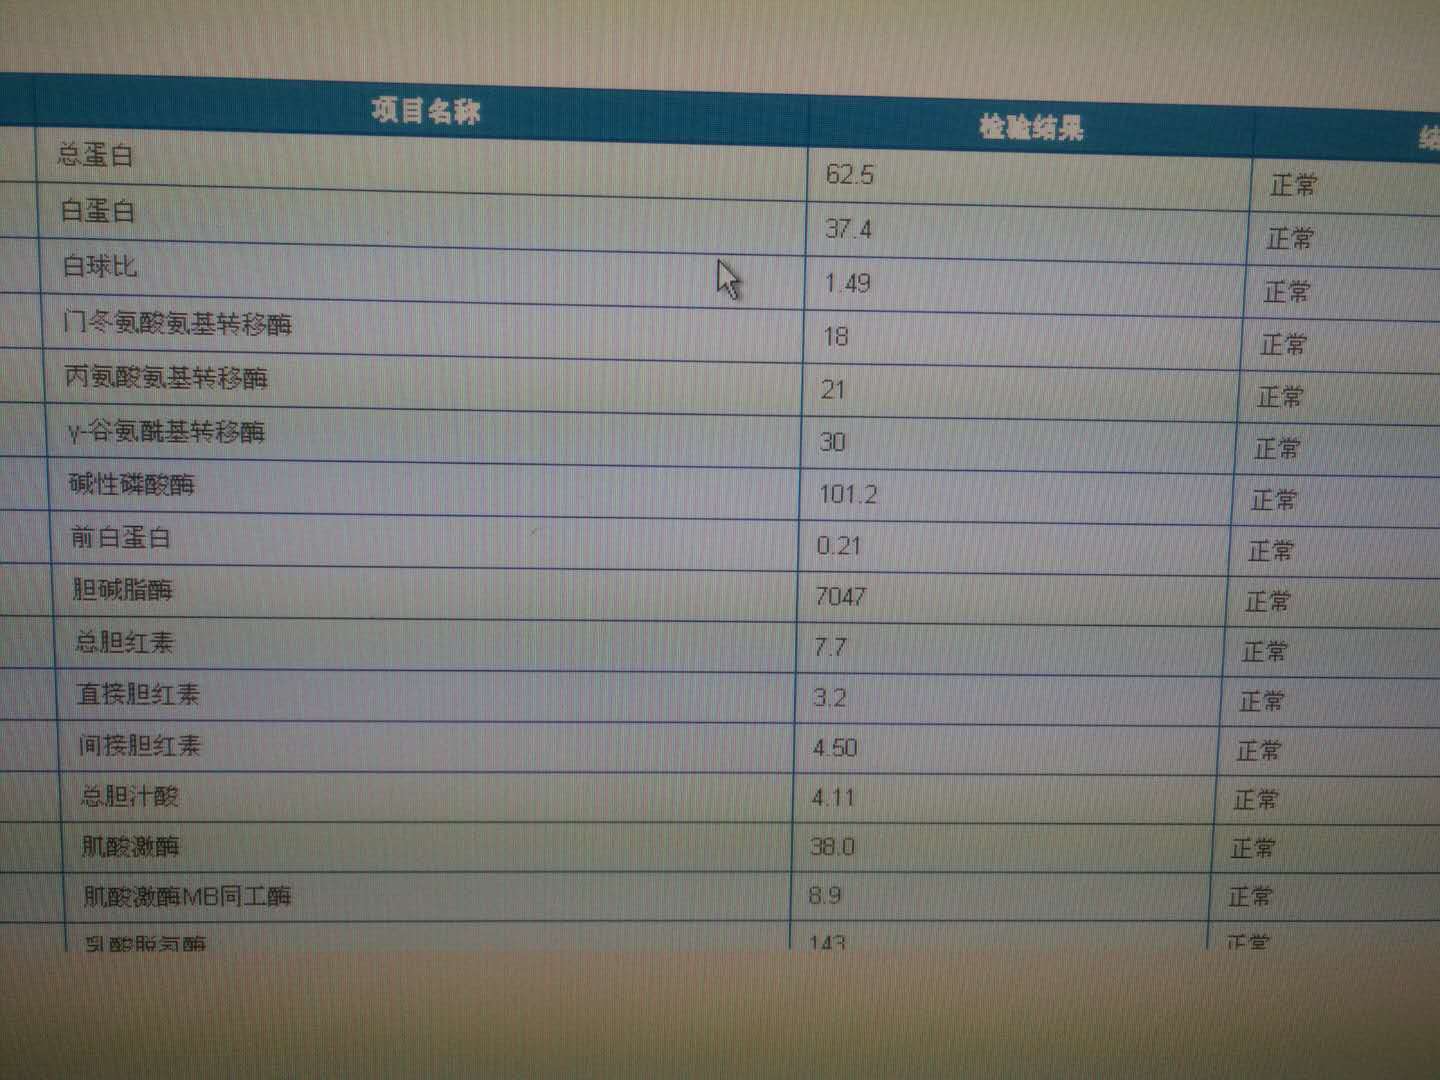 项目名称 检验结果 结
总蛋白 62.5 正常
白蛋白 37.4 正常
白球比 1.49 正常
门冬氨酸氨基转移酶 18 正常
丙氨酸氨基转移酶 21 正常
γ-谷氨酰基转移酶 30 正常
碱性磷酸酶 101.2 正常
前白蛋白 0.21 正常
胆碱脂酶 7047 正常
总胆红素 7.7 正常
直接胆红素 3.2 正常
间接胆红素 4.50 正常
总胆汁酸 4.11 正常
肌酸激酶 38.0 正常
肌酸激酶MB同工酶 8.9 正常
乳酸脱氢酶 143 正常